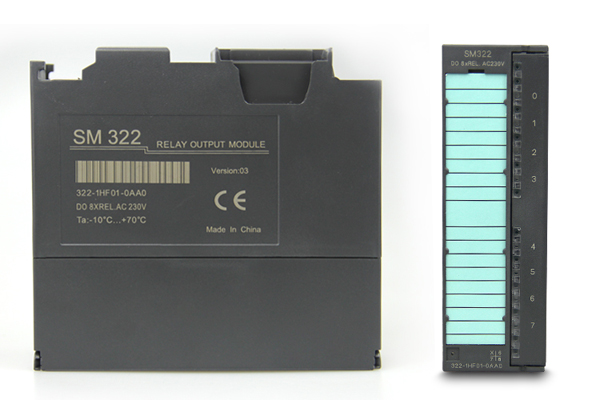 SM 322 RELAY OUTPUT MODULE
Version:03
322-1HF01-0AA0
DO 8XREL.AC 230V
Ta:-10°C...+70°C
CE
Made In China
SM322
DO 8xREL. AC230V
0
1
2
3
4
5
6
7
322-1HF01-0AA0